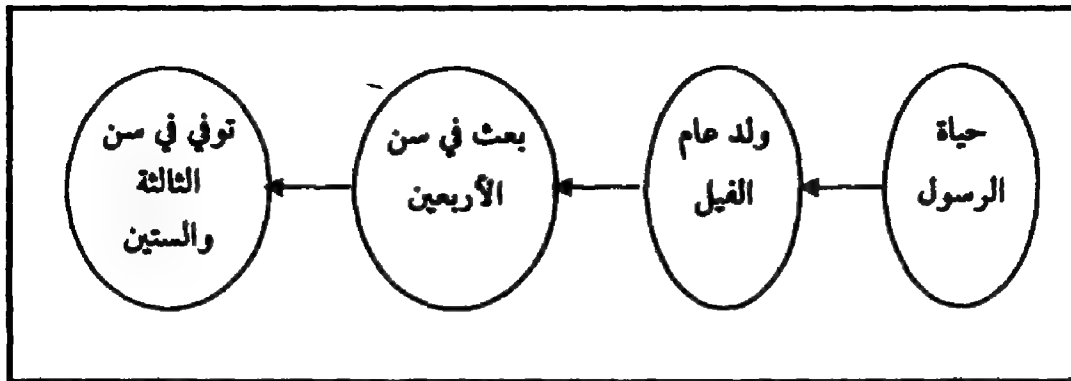 حياة
الرسول
ولد عام
الفيل
بعث في سن
الأربعين
توفي في سن
الثالثة
والستين